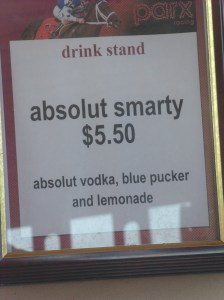 parx
drink stand
absolut smarty
$5.50
absolut vodka, blue pucker
and lemonade